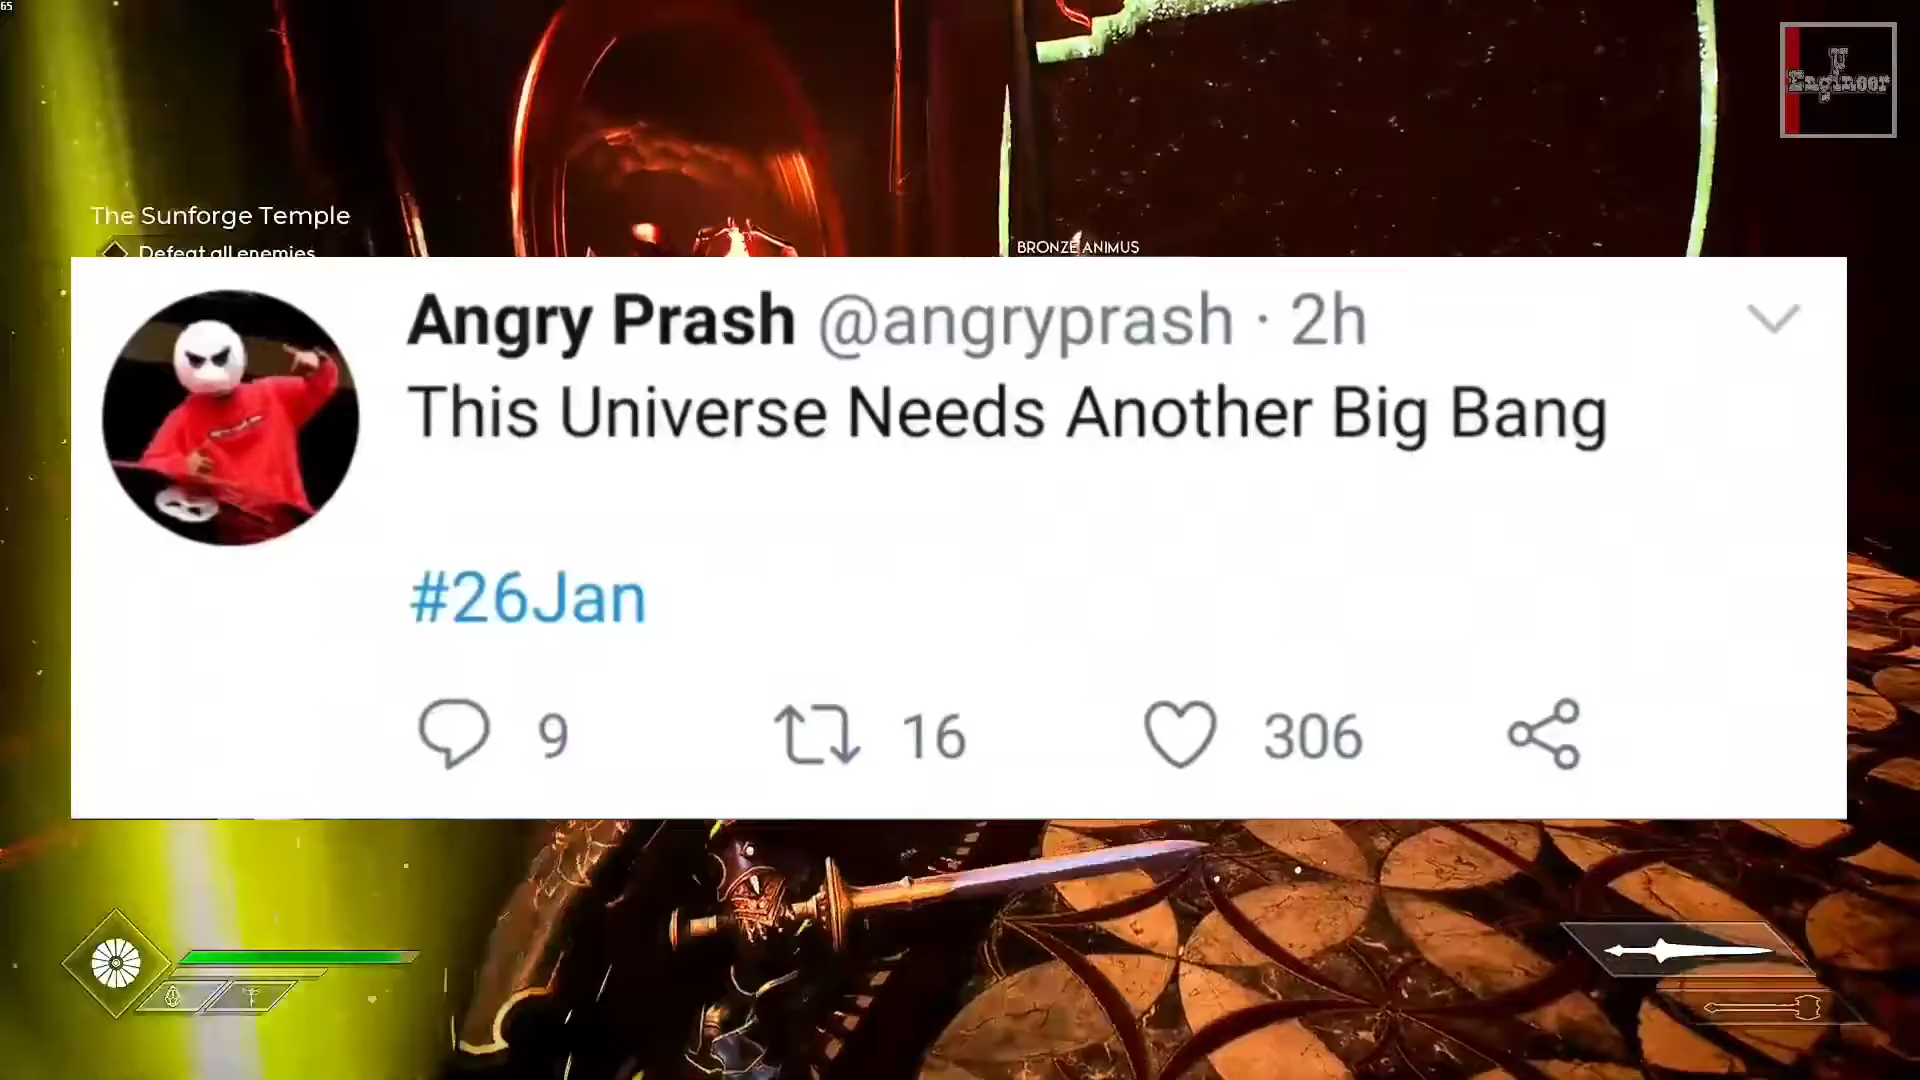 65
U
Engineer
The Sunforge Temple
Defeat all enemies
BRONZE ANIMUS
Angry Prash @angryprash · 2h
This Universe Needs Another Big Bang
#26Jan
9 16 306